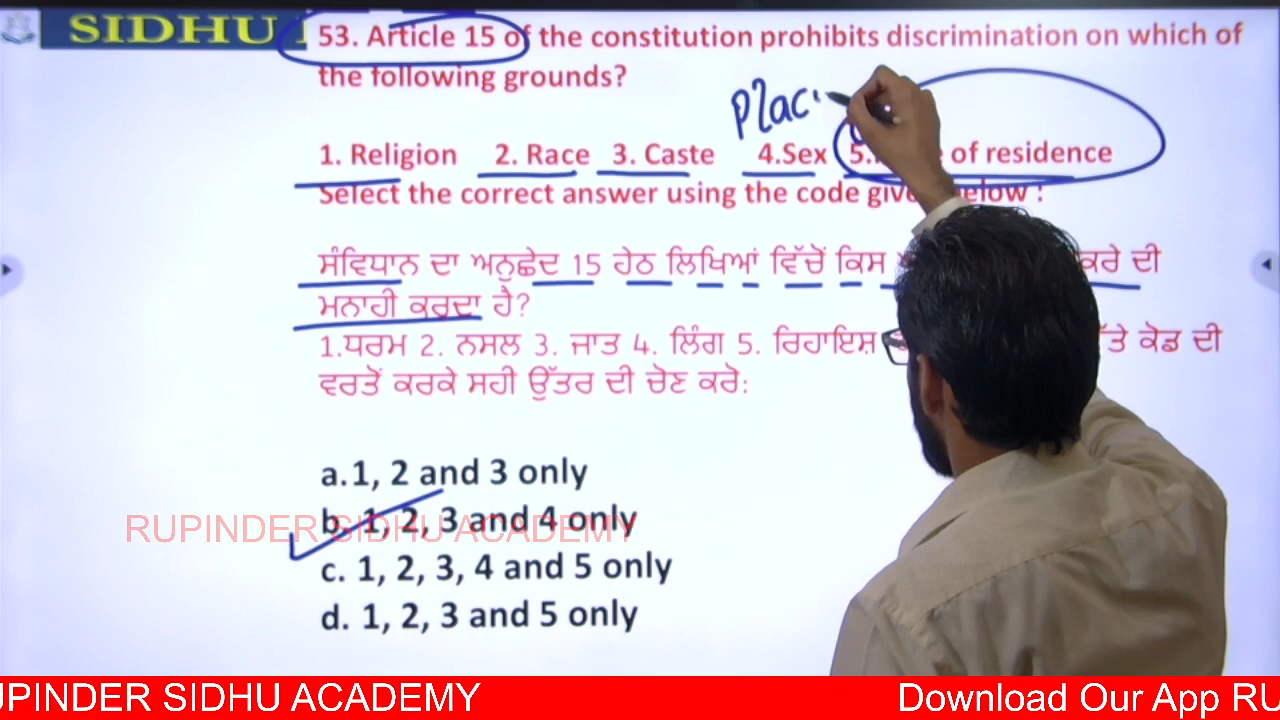 SIDHU
53. Article 15 of the constitution prohibits discrimination on which of
the following grounds?
Plac
1. Religion 2. Race 3. Caste 4.Sex 5. of residence
Select the correct answer using the code given below :
ਸੰਵਿਧਾਨ ਦਾ ਅਨੁਛੇਦ 15 ਹੇਠ ਲਿਖਿਆਂ ਵਿੱਚੋਂ ਕਿਸ ਕਰੇ ਦੀ
ਮਨਾਹੀ ਕਰਦਾ ਹੈ?
1.ਧਰਮ 2. ਨਸਲ 3. ਜਾਤ 4. ਲਿੰਗ 5. ਰਿਹਾਇਸ਼ ਕੋਡ ਦੀ
ਵਰਤੋਂ ਕਰਕੇ ਸਹੀ ਉੱਤਰ ਦੀ ਚੋਣ ਕਰੋ:
a.1, 2 and 3 only
b. 1, 2, 3 and 4 only
RUPINDER SIDHU ACADEMY
c. 1, 2, 3, 4 and 5 only
d. 1, 2, 3 and 5 only
UPINDER SIDHU ACADEMY Download Our App RU